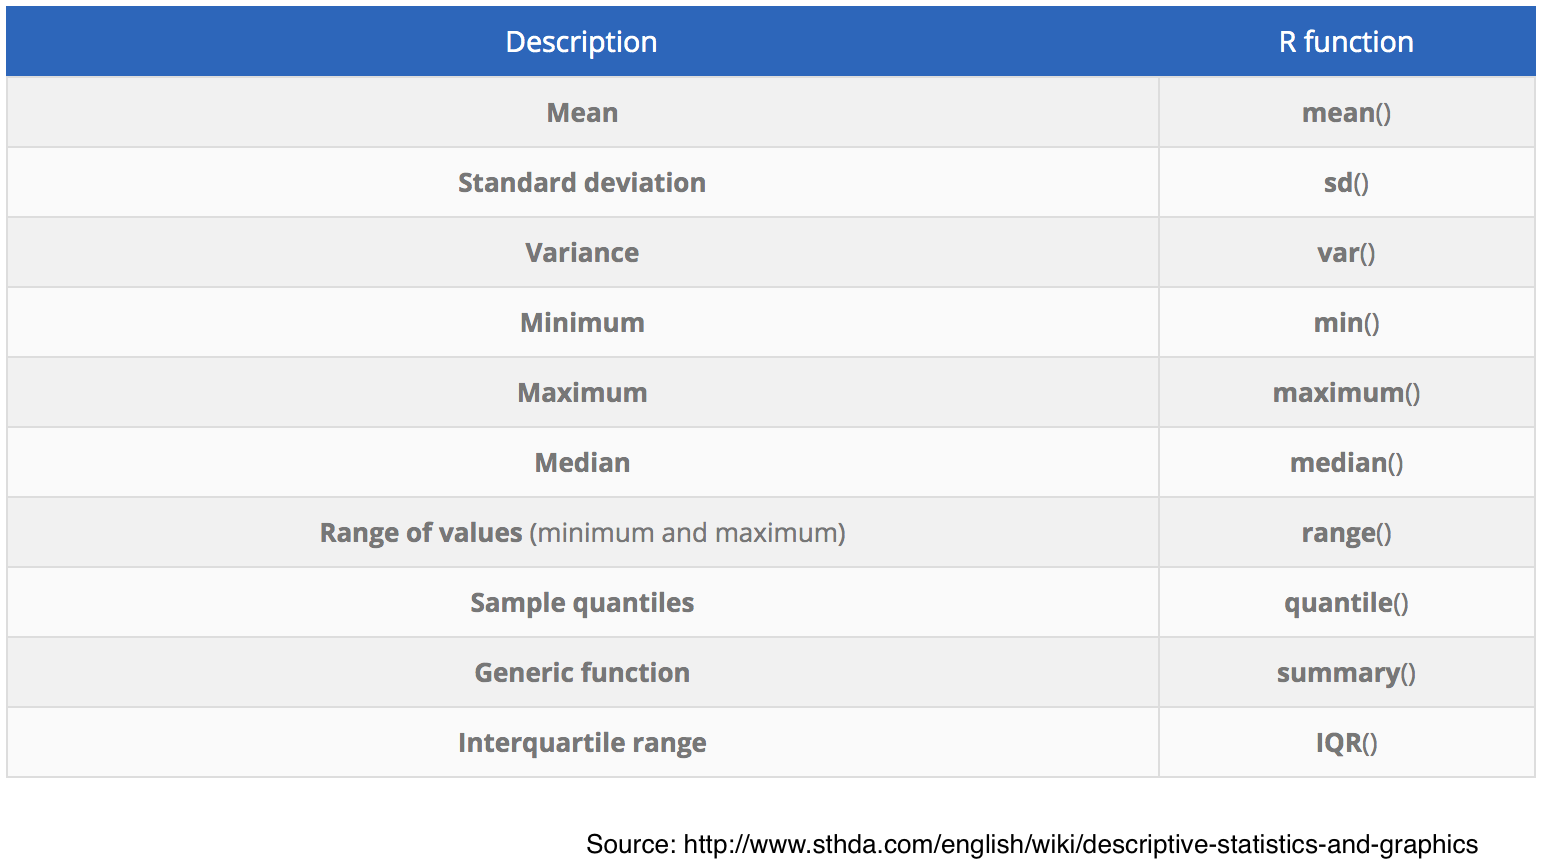 Description R function
Mean mean()
Standard deviation sd()
Variance var()
Minimum min()
Maximum maximum()
Median median()
Range of values (minimum and maximum) range()
Sample quantiles quantile()
Generic function summary()
Interquartile range IQR()
Source: http://www.sthda.com/english/wiki/descriptive-statistics-and-graphics